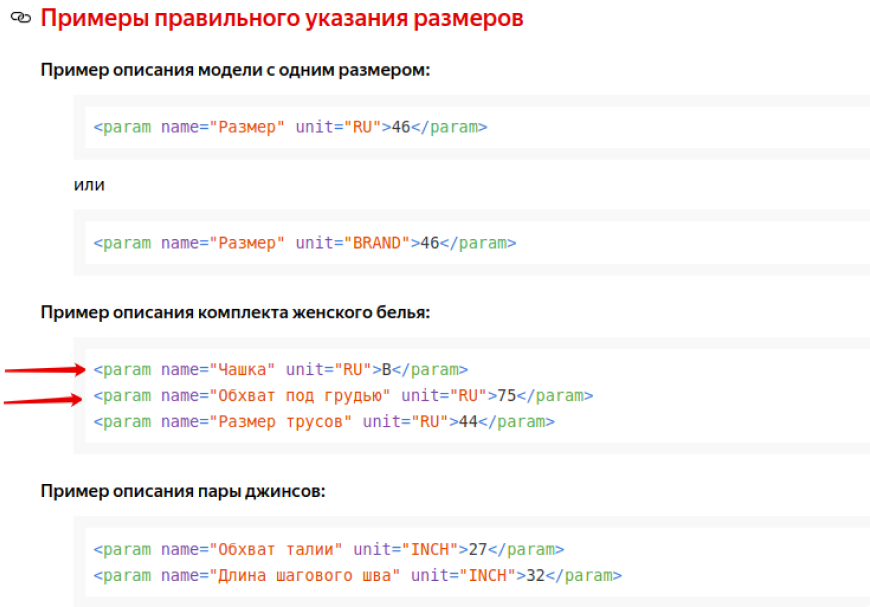 Примеры правильного указания размеров
Пример описания модели с одним размером:
<param name="Размер" unit="RU">46</param>
или
<param name="Размер" unit="BRAND">46</param>
Пример описания комплекта женского белья:
<param name="Чашка" unit="RU">B</param>
<param name="Обхват под грудью" unit="RU">75</param>
<param name="Размер трусов" unit="RU">44</param>
Пример описания пары джинсов:
<param name="Обхват талии" unit="INCH">27</param>
<param name="Длина шагового шва" unit="INCH">32</param>